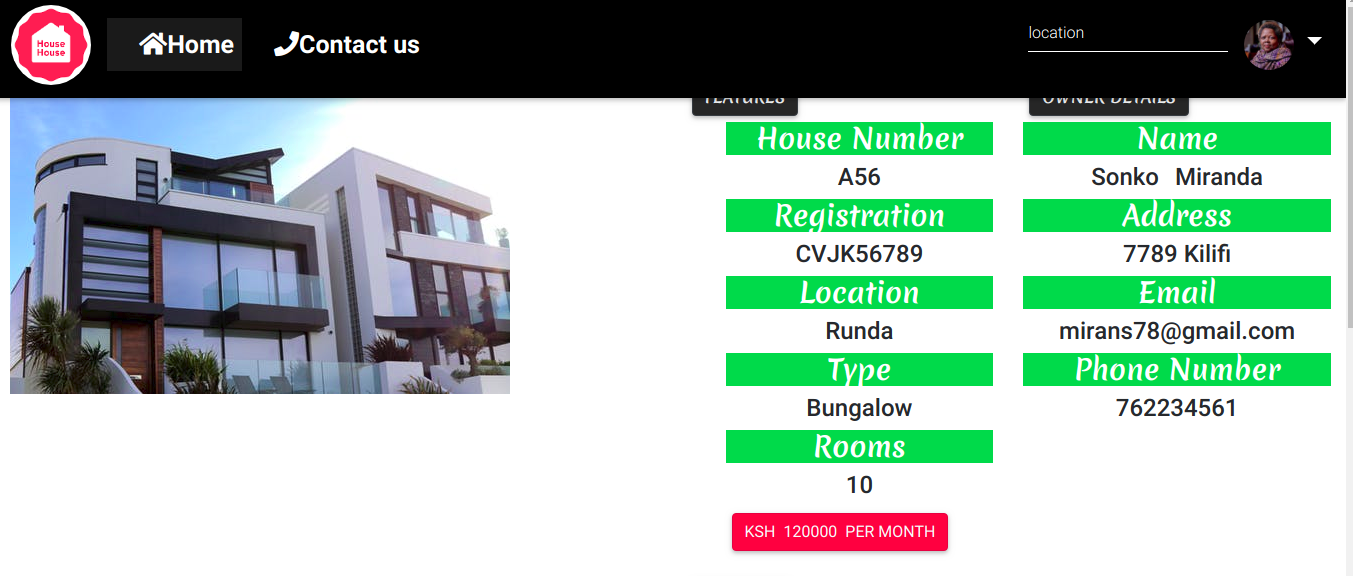 House
House
Home
Contact us
location
FEATURES
OWNER DETAILS
House Number
A56
Registration
CVJK56789
Location
Runda
Type
Bungalow
Rooms
10
KSH 120000 PER MONTH
Name
Sonko Miranda
Address
7789 Kilifi
Email
mirans78@gmail.com
Phone Number
762234561